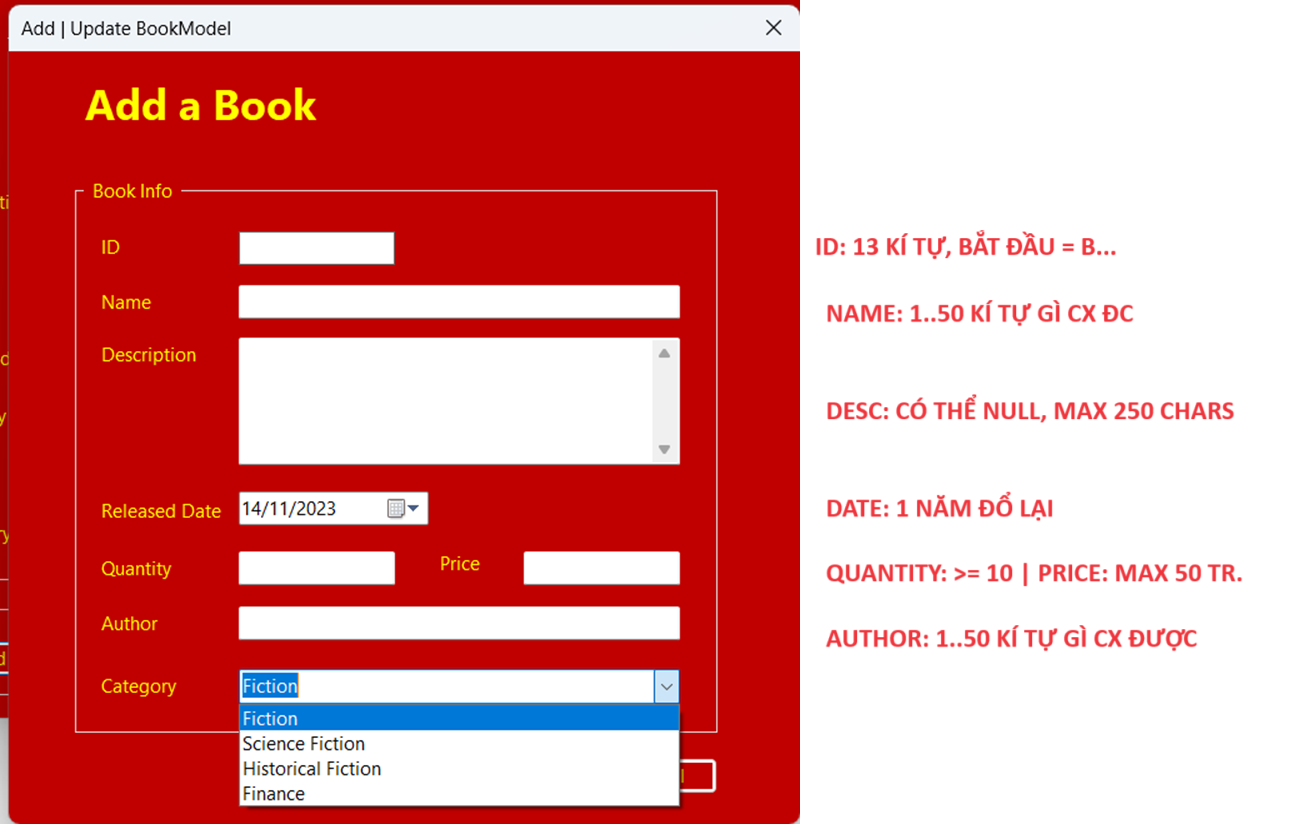 Add | Update BookModel
Add a Book
Book Info
ID
ID: 13 KÍ TỰ, BẮT ĐẦU = B...
Name
NAME: 1..50 KÍ TỰ GÌ CX ĐC
Description
DESC: CÓ THỂ NULL, MAX 250 CHARS
Released Date 14/11/2023
DATE: 1 NĂM ĐỔ LẠI
Quantity Price
QUANTITY: >= 10 | PRICE: MAX 50 TR.
Author
AUTHOR: 1..50 KÍ TỰ GÌ CX ĐƯỢC
Category Fiction
Fiction
Science Fiction
Historical Fiction
Finance